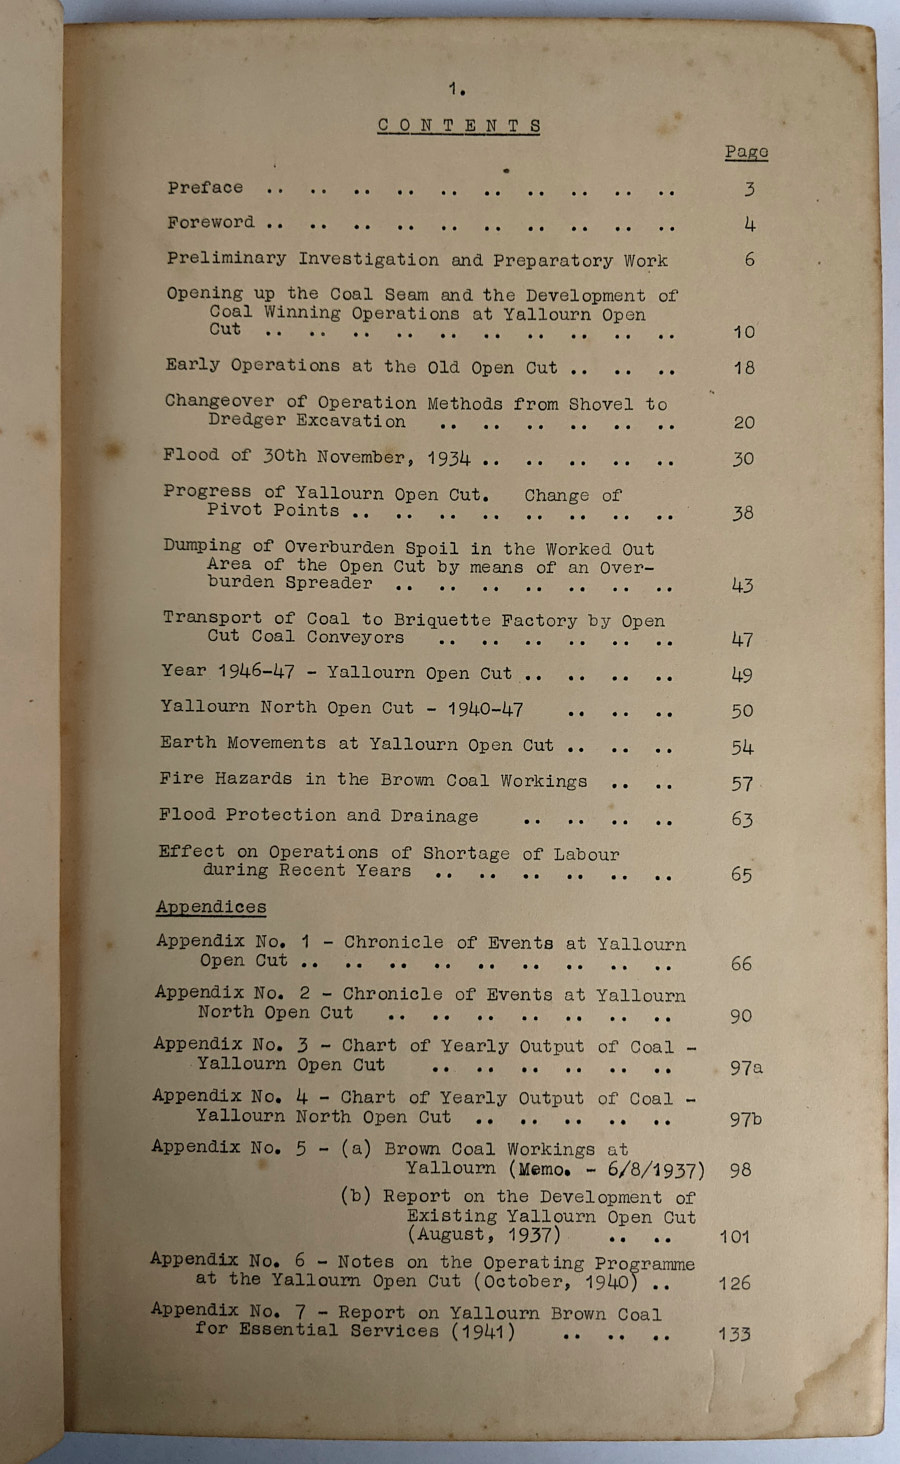 1.
CONTENTS
Page
Preface .. .. .. .. .. .. .. .. .. .. 3
Foreword .. .. .. .. .. .. .. .. .. .. 4
Preliminary Investigation and Preparatory Work 6
Opening up the Coal Seam and the Development of
Coal Winning Operations at Yallourn Open
Cut .. .. .. .. .. .. .. .. .. .. 10
Early Operations at the Old Open Cut .. .. .. 18
Changeover of Operation Methods from Shovel to
Dredger Excavation .. .. .. .. .. .. 20
Flood of 30th November, 1934 .. .. .. .. .. 30
Progress of Yallourn Open Cut. Change of
Pivot Points .. .. .. .. .. .. .. .. 38
Dumping of Overburden Spoil in the Worked Out
Area of the Open Cut by means of an Over-
burden Spreader .. .. .. .. .. .. .. 43
Transport of Coal to Briquette Factory by Open
Cut Coal Conveyors .. .. .. .. .. .. 47
Year 1946-47 - Yallourn Open Cut .. .. .. .. 49
Yallourn North Open Cut - 1940-47 .. .. .. 50
Earth Movements at Yallourn Open Cut .. .. .. 54
Fire Hazards in the Brown Coal Workings .. .. 57
Flood Protection and Drainage .. .. .. .. 63
Effect on Operations of Shortage of Labour
during Recent Years .. .. .. .. .. .. 65
Appendices
Appendix No. 1 - Chronicle of Events at Yallourn
Open Cut .. .. .. .. .. .. .. .. .. 66
Appendix No. 2 - Chronicle of Events at Yallourn
North Open Cut .. .. .. .. .. .. .. 90
Appendix No. 3 - Chart of Yearly Output of Coal -
Yallourn Open Cut .. .. .. .. .. .. 97a
Appendix No. 4 - Chart of Yearly Output of Coal -
Yallourn North Open Cut .. .. .. .. .. 97b
Appendix No. 5 - (a) Brown Coal Workings at
Yallourn (Memo. - 6/8/1937) 98
(b) Report on the Development of
Existing Yallourn Open Cut
(August, 1937) .. .. 101
Appendix No. 6 - Notes on the Operating Programme
at the Yallourn Open Cut (October, 1940) .. 126
Appendix No. 7 - Report on Yallourn Brown Coal
for Essential Services (1941) .. .. .. 133